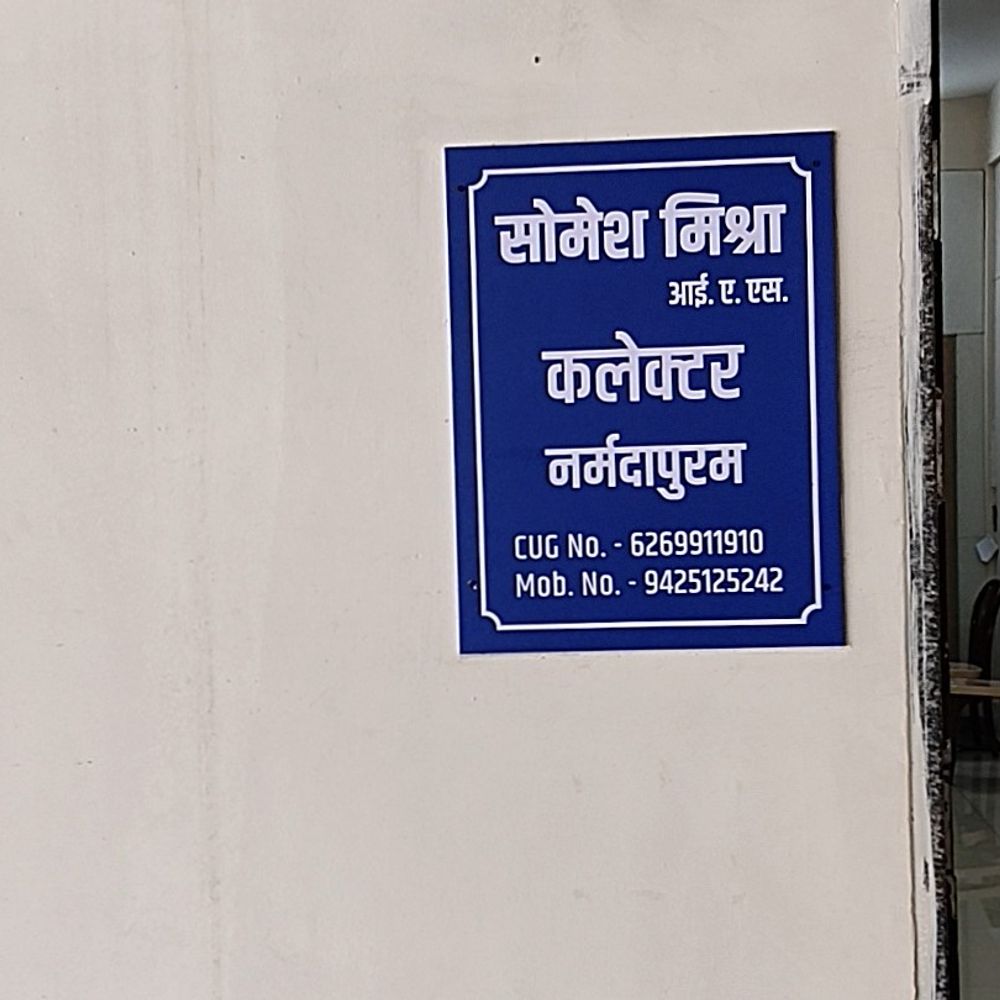 सोमेश मिश्रा
आई. ए. एस.
कलेक्टर
नर्मदापुरम
CUG No. - 6269911910
Mob. No. - 9425125242